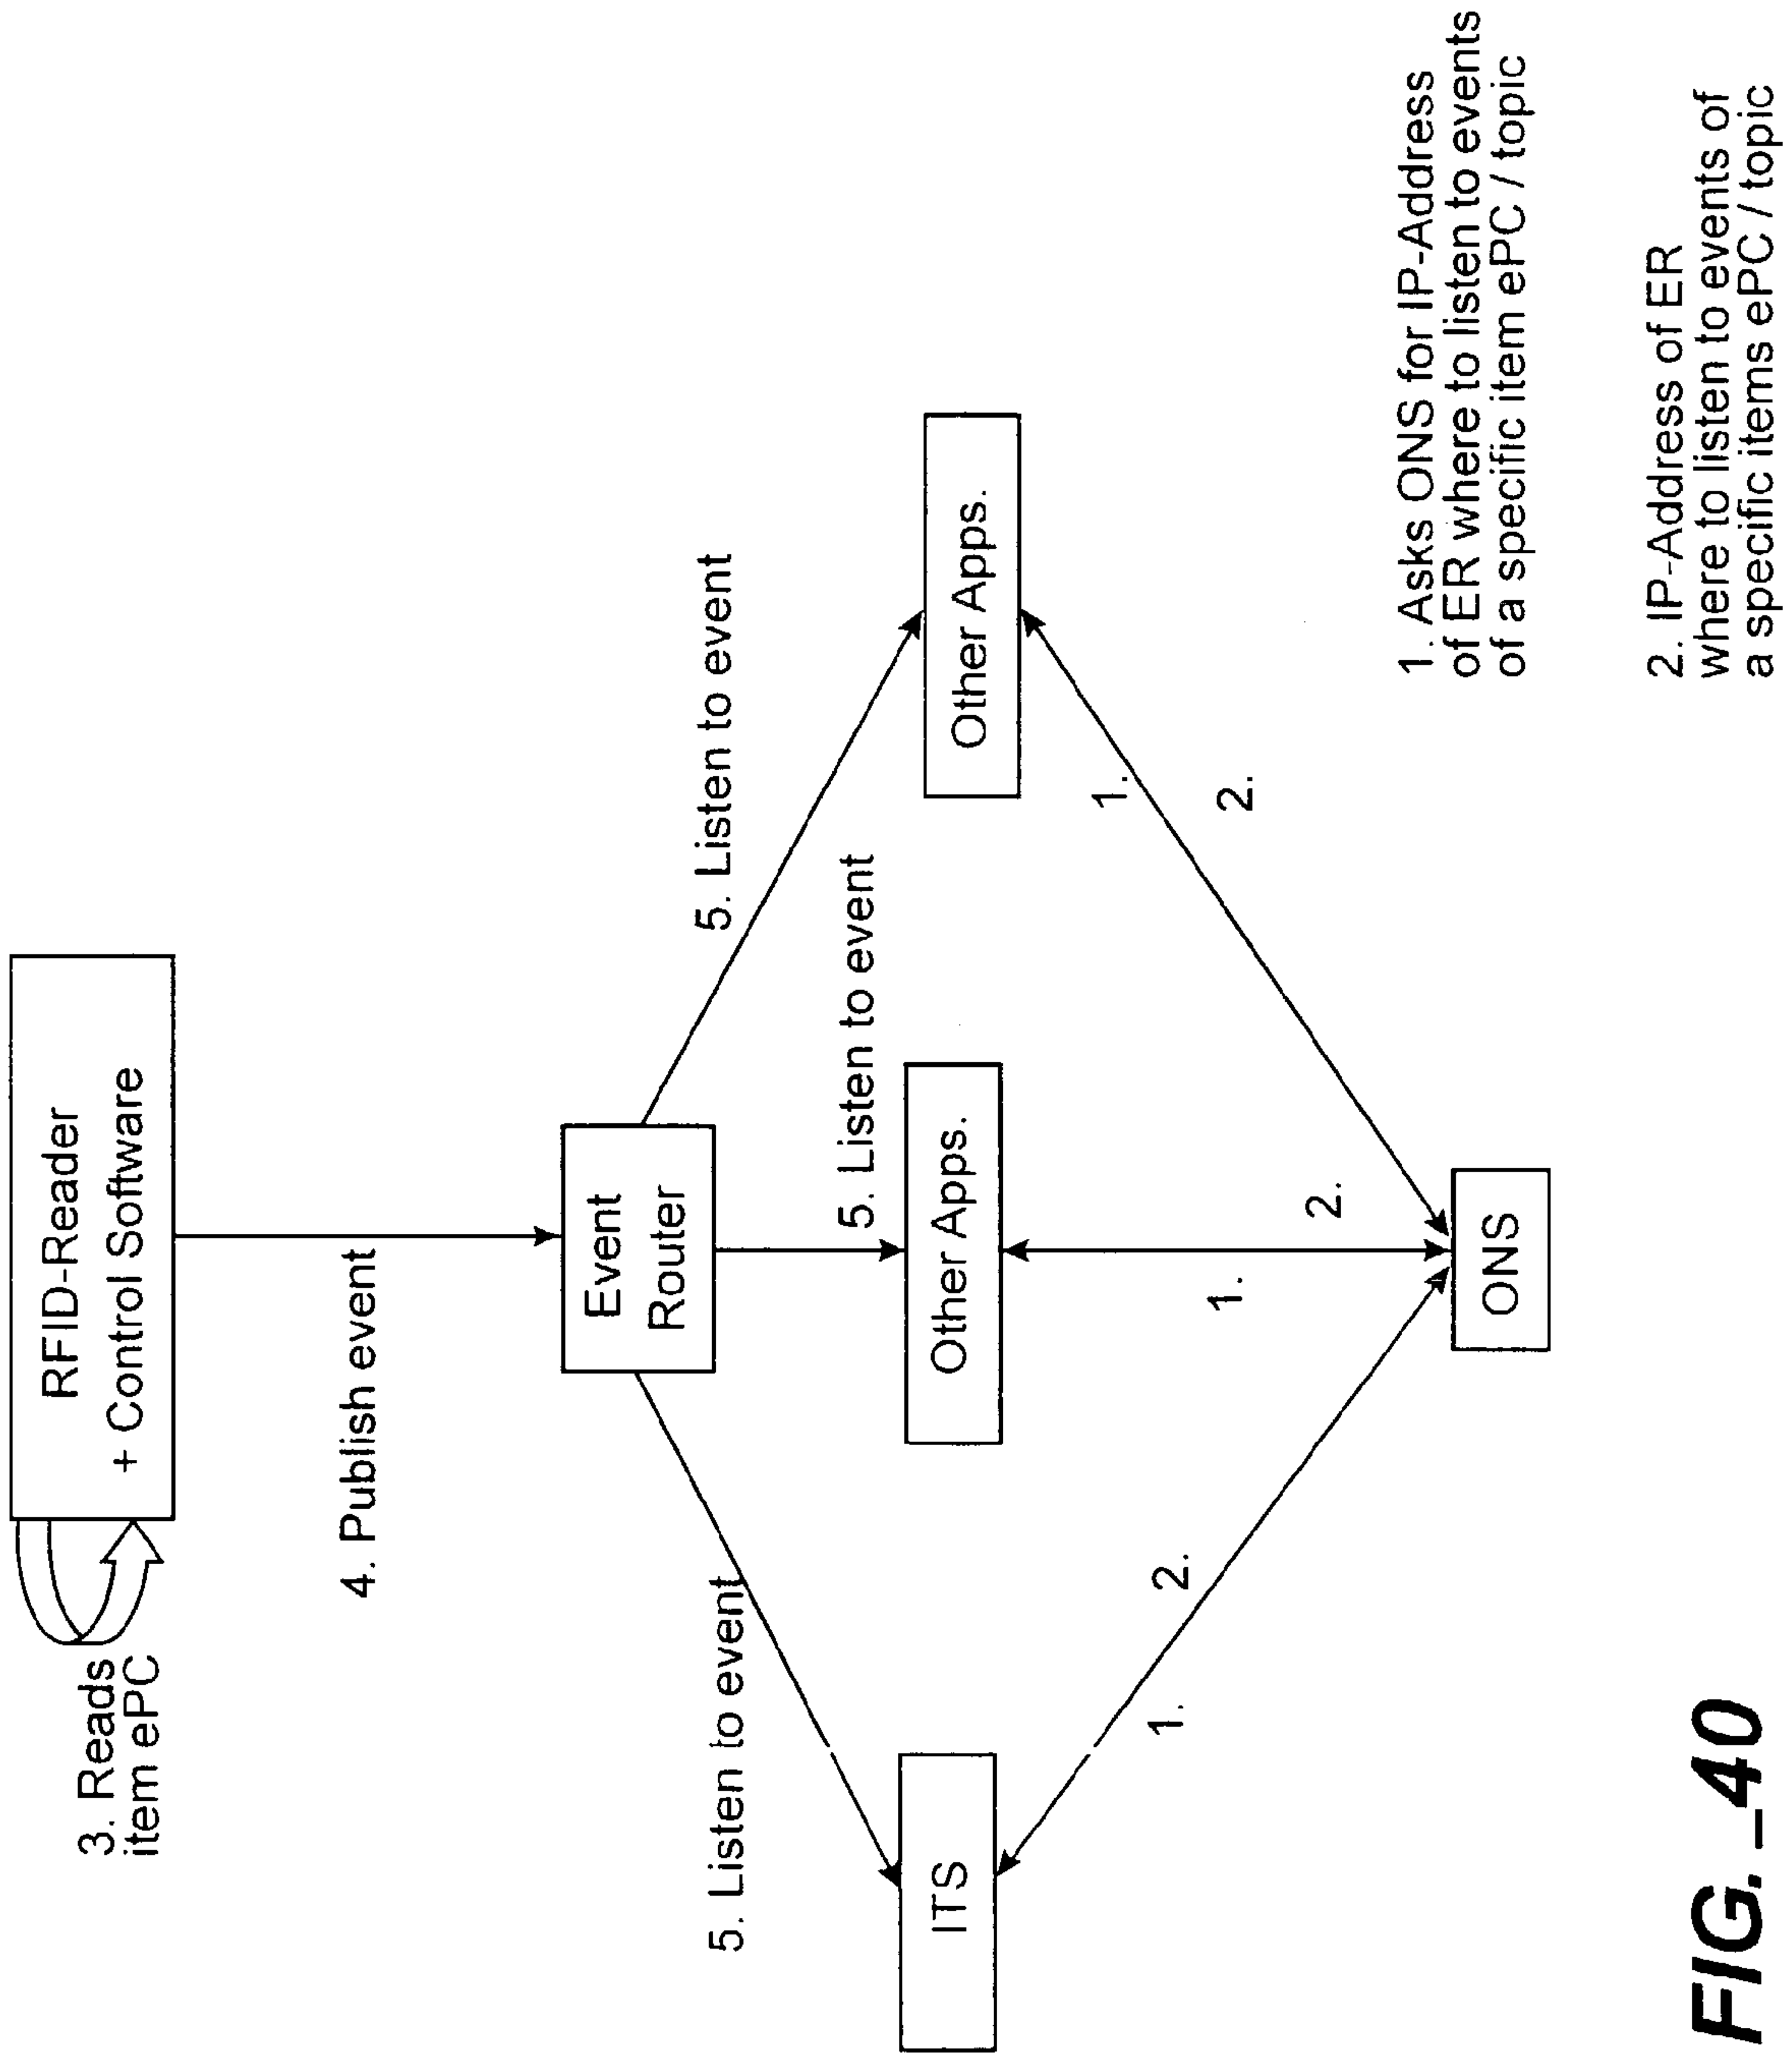 3. Reads
item ePC
RFID-Reader
+ Control Software
4. Publish event
Event
Router
5. Listen to event
5. Listen to event
5. Listen to event
ITS
Other Apps.
Other Apps.
1.
2.
1.
2.
1.
2.
ONS
1. Asks ONS for IP-Address
of ER where to listen to events
of a specific item ePC / topic
2. IP-Address of ER
where to listen to events of
a specific items ePC / topic
FIG._40